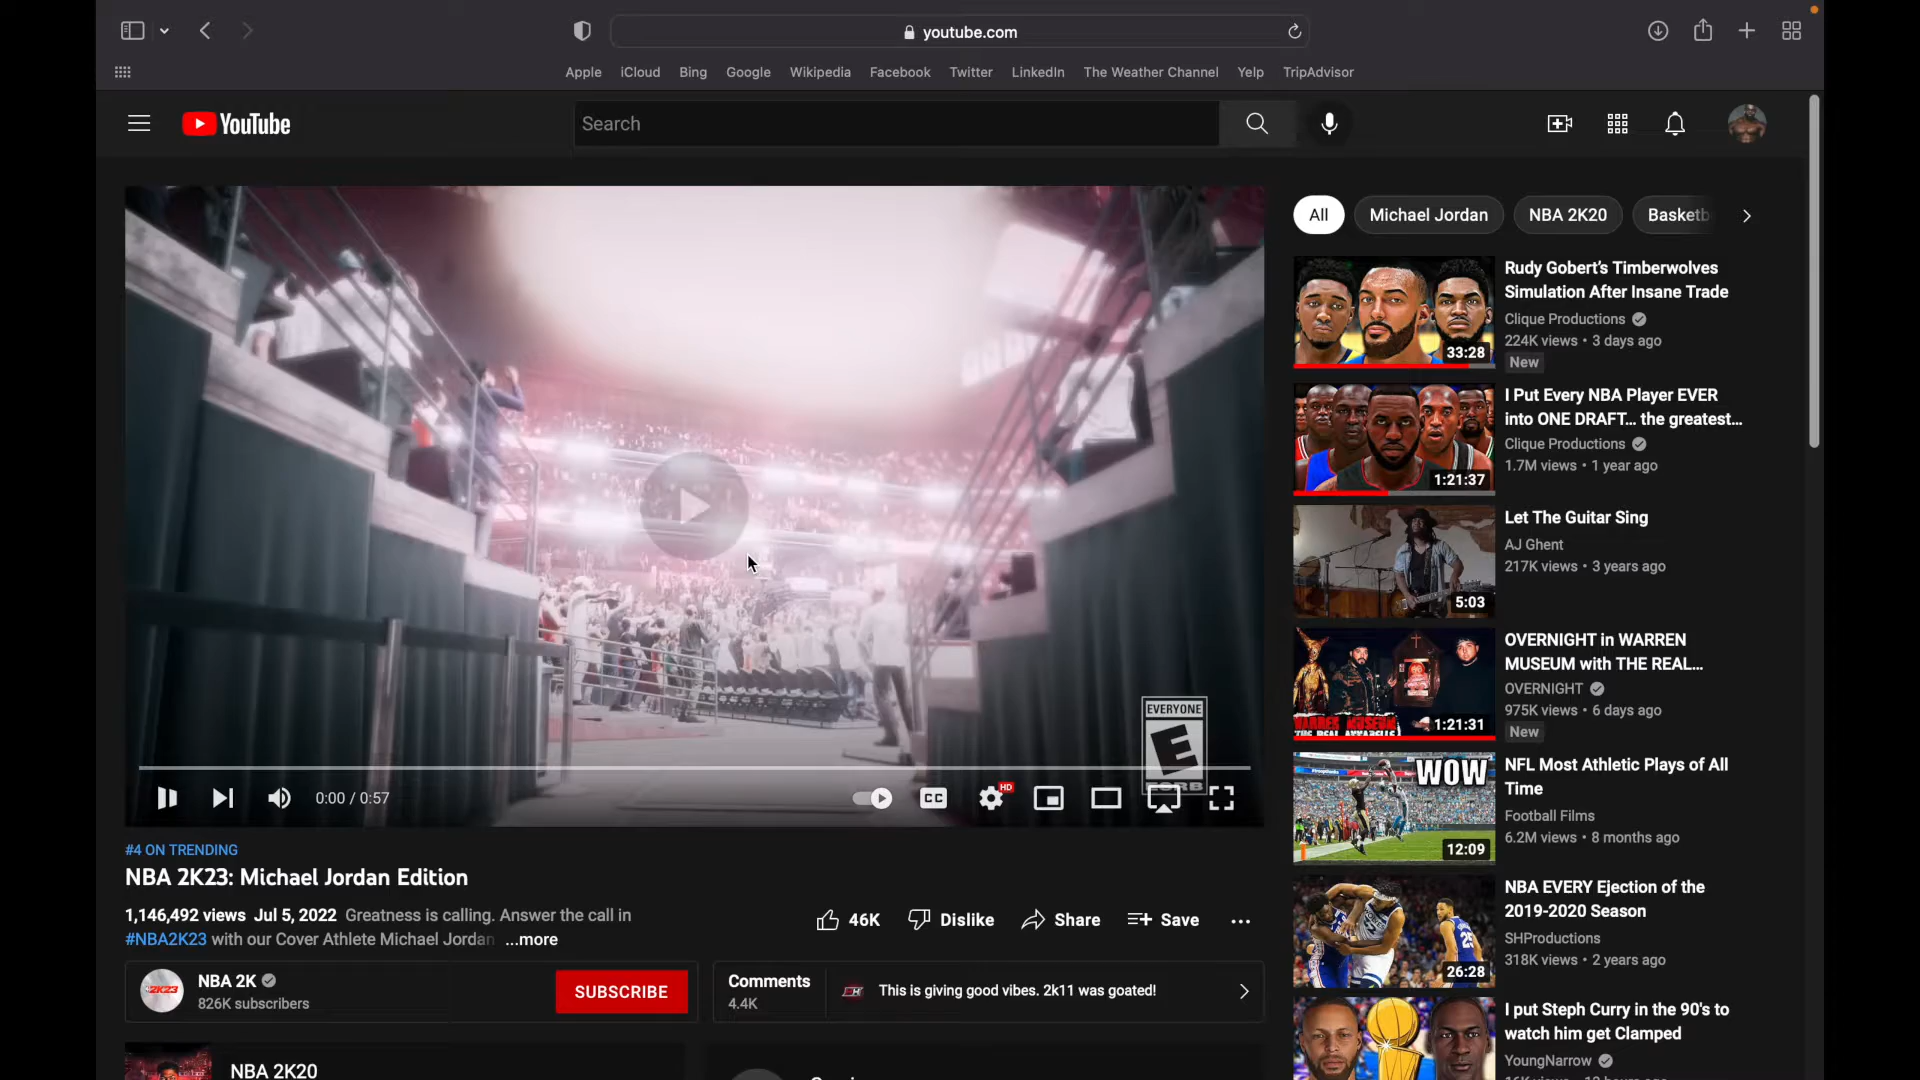 youtube.com
Apple iCloud Bing Google Wikipedia Facebook Twitter LinkedIn The Weather Channel Yelp TripAdvisor
YouTube
Search
EVERYONE
E
0:00 / 0:57
CC
HD
#4 ON TRENDING
NBA 2K23: Michael Jordan Edition
1,146,492 views Jul 5, 2022 Greatness is calling. Answer the call in
#NBA2K23 with our Cover Athlete Michael Jordan ...more
46K Dislike Share Save
2K23
NBA 2K
826K subscribers
SUBSCRIBE
Comments
4.4K
This is giving good vibes. 2k11 was goated!
NBA 2K20
All Michael Jordan NBA 2K20 Basketb
33:28
Rudy Gobert’s Timberwolves
Simulation After Insane Trade
Clique Productions
224K views • 3 days ago
New
1:21:37
I Put Every NBA Player EVER
into ONE DRAFT... the greatest...
Clique Productions
1.7M views • 1 year ago
5:03
Let The Guitar Sing
AJ Ghent
217K views • 3 years ago
1:21:31
OVERNIGHT in WARREN
MUSEUM with THE REAL...
OVERNIGHT
975K views • 6 days ago
New
WOW
12:09
NFL Most Athletic Plays of All
Time
Football Films
6.2M views • 8 months ago
25
26:28
NBA EVERY Ejection of the
2019-2020 Season
SHProductions
318K views • 2 years ago
I put Steph Curry in the 90's to
watch him get Clamped
YoungNarrow